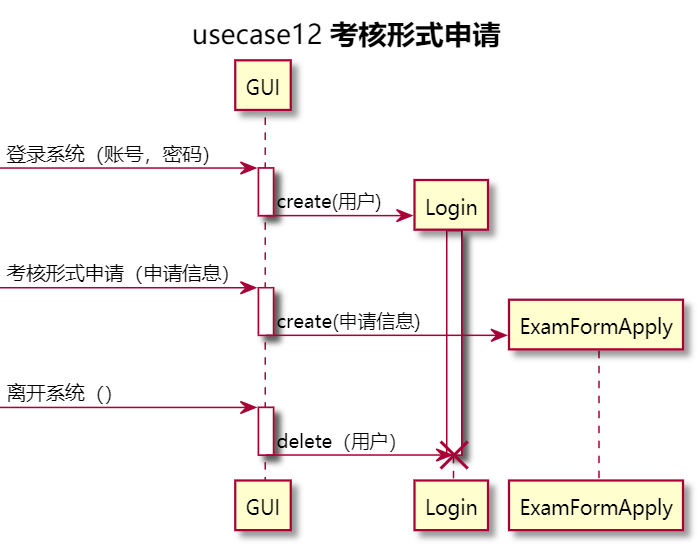 usecase12 考核形式申请
GUI
登录系统（账号，密码）
create(用户)
Login
考核形式申请（申请信息）
create(申请信息)
ExamFormApply
离开系统（）
delete（用户）
GUI
Login
ExamFormApply